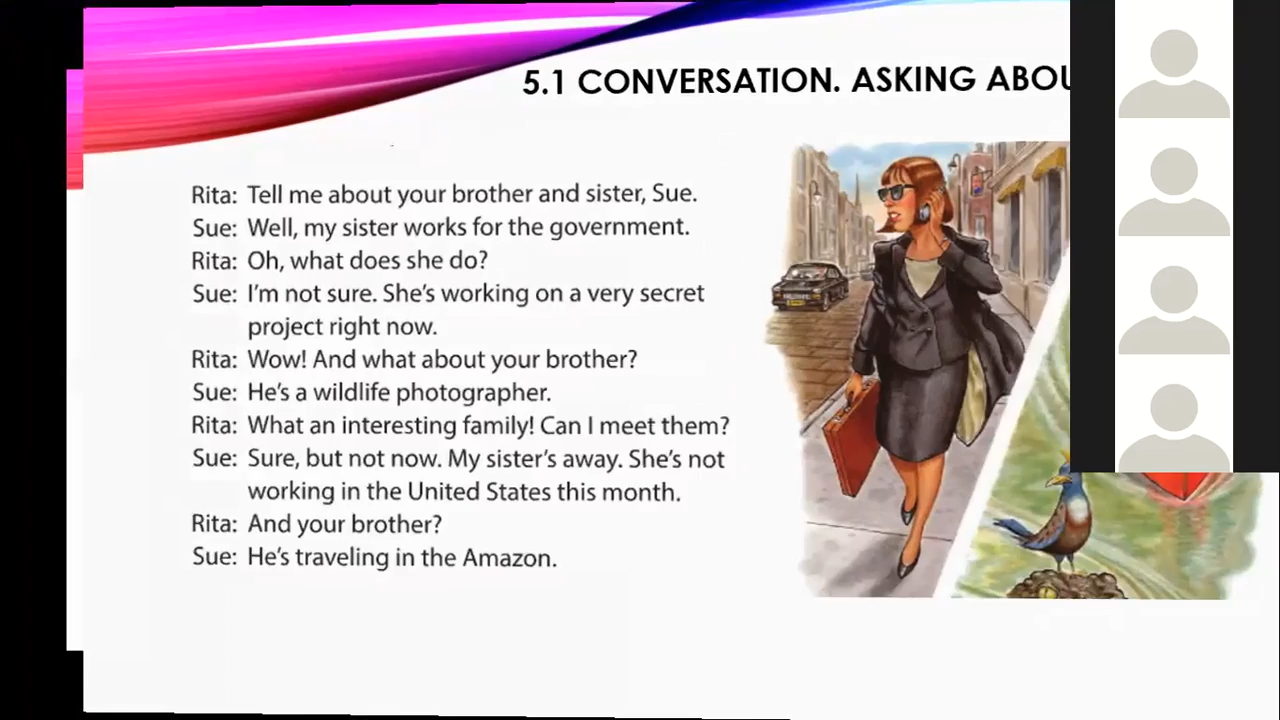 5.1 CONVERSATION. ASKING ABOU
Rita: Tell me about your brother and sister, Sue.
Sue: Well, my sister works for the government.
Rita: Oh, what does she do?
Sue: I'm not sure. She's working on a very secret
project right now.
Rita: Wow! And what about your brother?
Sue: He's a wildlife photographer.
Rita: What an interesting family! Can I meet them?
Sue: Sure, but not now. My sister's away. She's not
working in the United States this month.
Rita: And your brother?
Sue: He's traveling in the Amazon.